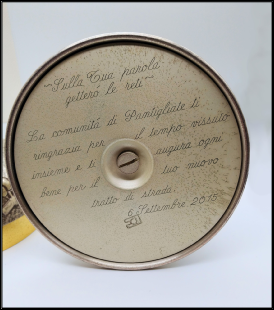 ~Sulla Tua parola
getterò le reti~
La comunità di Puntigliate ti
ringrazia per il tempo vissuto
insieme e ti augura ogni
bene per il tuo nuovo
tratto di strada.
6 Settembre 2015